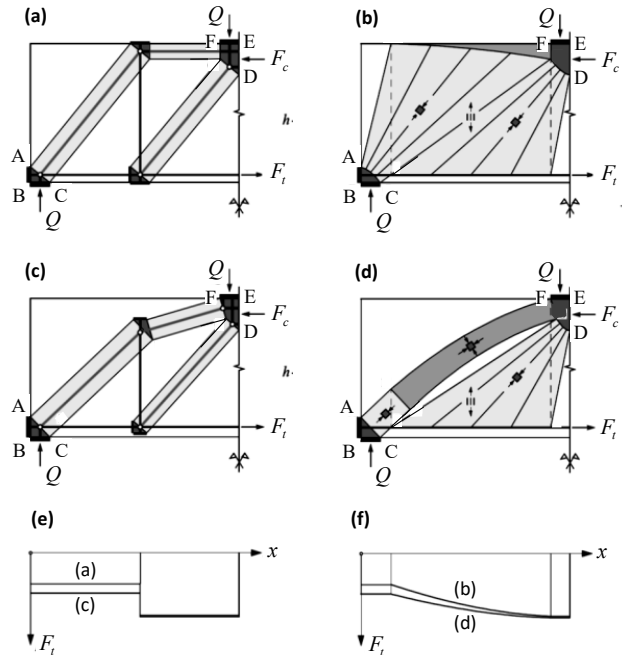 (a)
Q
F E
F_c
D
h
A
F_t
B C
Q
(b)
Q
F E
F_c
D
A
F_t
B C
Q
(c)
Q
F E
F_c
D
h
A
F_t
B C
Q
(d)
Q
F E
F_c
D
A
F_t
B C
Q
(e)
x
(a)
(c)
F_t
(f)
x
(b)
(d)
F_t